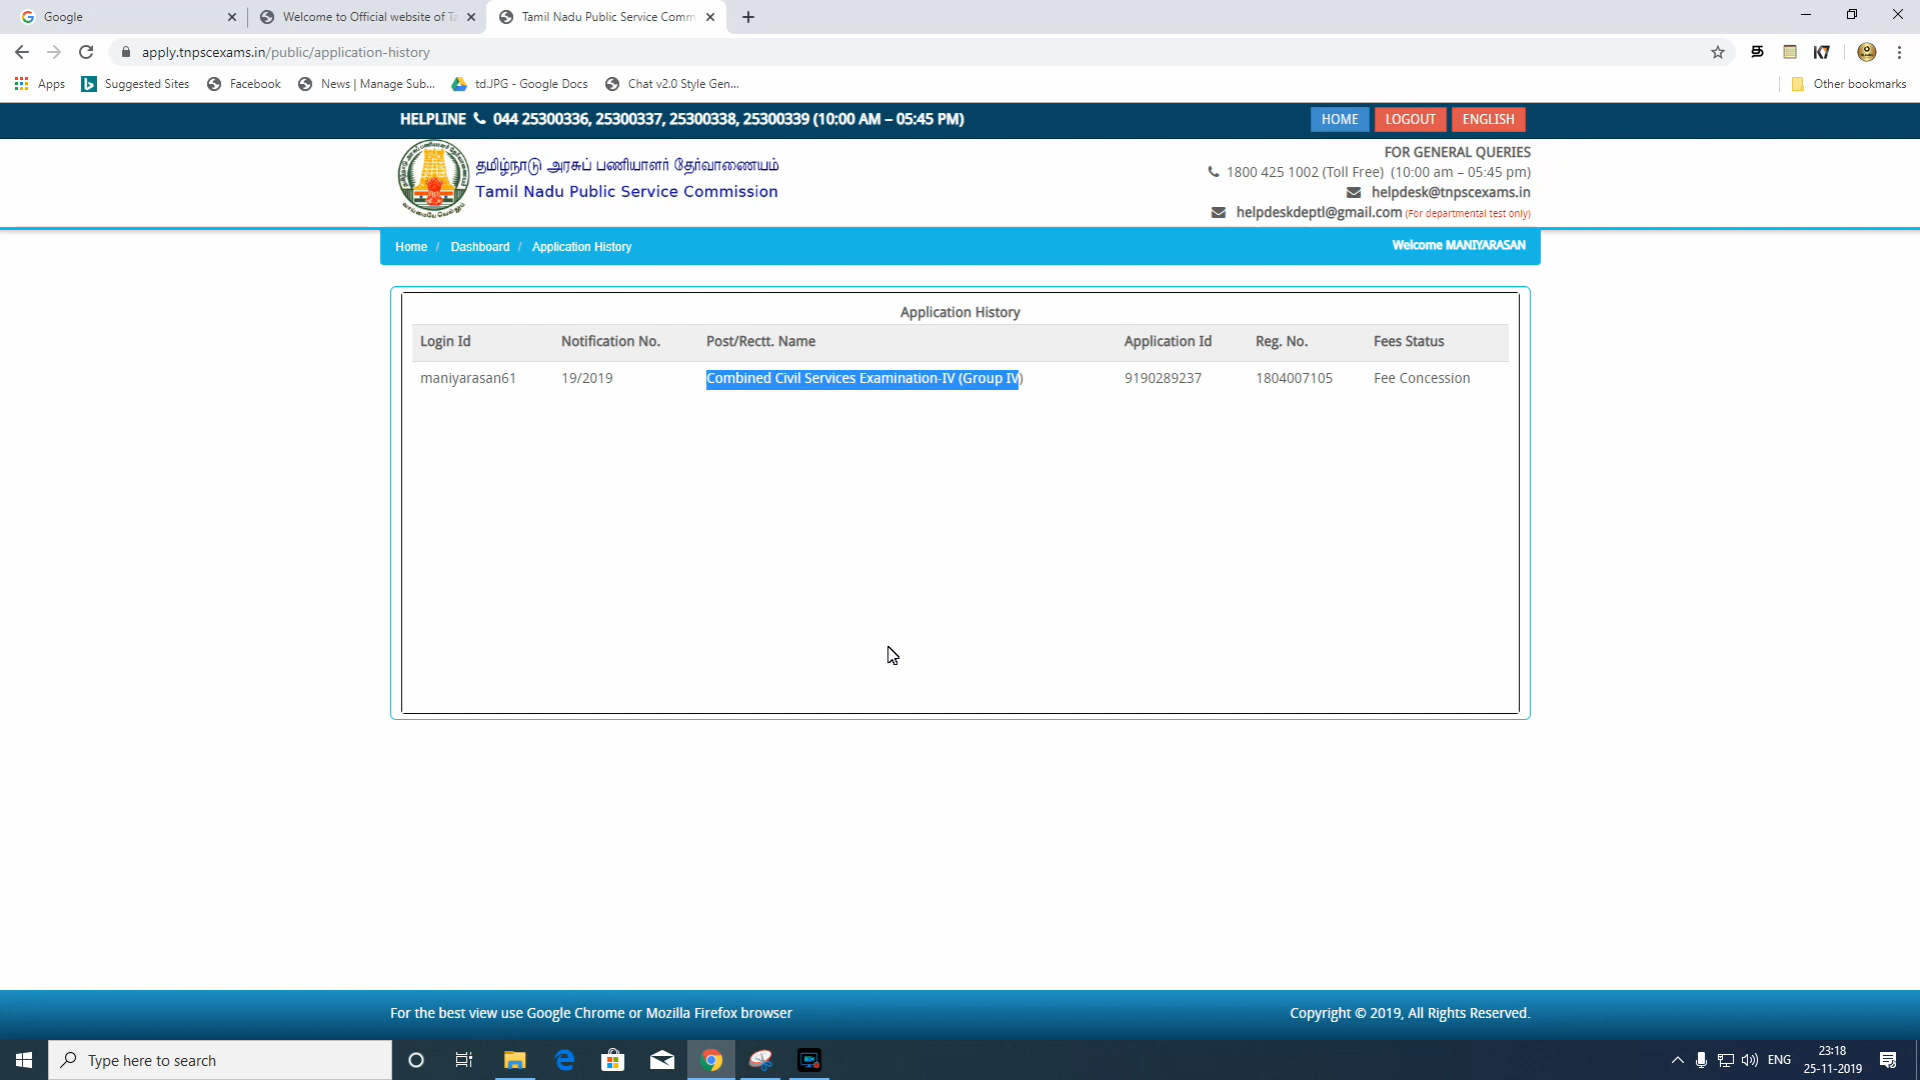 Google
Welcome to Official website of Ta
Tamil Nadu Public Service Comm
apply.tnpscexams.in/public/application-history
Apps Suggested Sites Facebook News | Manage Sub... td.JPG - Google Docs Chat v2.0 Style Gen... Other bookmarks
HELPLINE 044 25300336, 25300337, 25300338, 25300339 (10:00 AM – 05:45 PM)
HOME LOGOUT ENGLISH
தமிழ்நாடு அரசுப் பணியாளர் தேர்வாணையம்
Tamil Nadu Public Service Commission
FOR GENERAL QUERIES
1800 425 1002 (Toll Free) (10:00 am – 05:45 pm)
helpdesk@tnpscexams.in
helpdeskdeptl@gmail.com (For departmental test only)
Home / Dashboard / Application History
Welcome MANIYARASAN
Application History
Login Id Notification No. Post/Rectt. Name Application Id Reg. No. Fees Status
maniyarasan61 19/2019 Combined Civil Services Examination-IV (Group IV) 9190289237 1804007105 Fee Concession
For the best view use Google Chrome or Mozilla Firefox browser
Copyright © 2019, All Rights Reserved.
Type here to search
ENG
23:18
25-11-2019